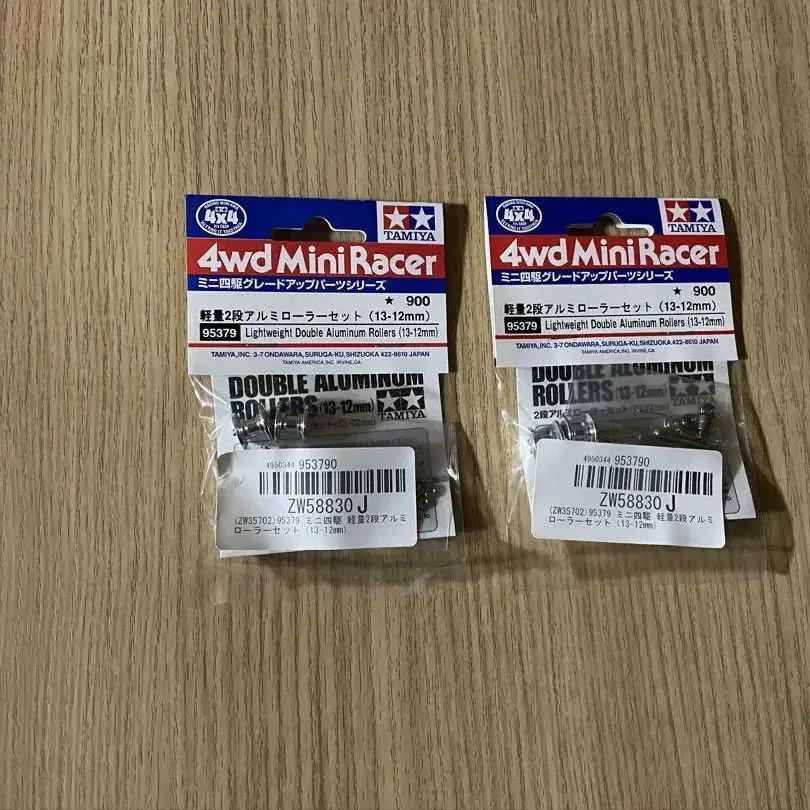 4x4
TAMIYA
4wd Mini Racer
ミニ四駆グレードアップパーツシリーズ
★ 900
軽量2段アルミローラーセット (13-12mm)
95379 Lightweight Double Aluminum Rollers (13-12mm)
TAMIYA, INC. 3-7 ONDAWARA, SURUGA-KU, SHIZUOKA 422-8610 JAPAN
TAMIYA AMERICA, INC. IRVINE, CA
DOUBLE ALUMINUM
ROLLERS (13-12mm)
TAMIYA
4950344 953790
ZW58830 J
(ZW35702) 95379 ミニ四駆 軽量2段アルミ
ローラーセット (13-12mm)
4x4
TAMIYA
4wd Mini Racer
ミニ四駆グレードアップパーツシリーズ
★ 900
軽量2段アルミローラーセット (13-12mm)
95379 Lightweight Double Aluminum Rollers (13-12mm)
TAMIYA, INC. 3-7 ONDAWARA, SURUGA-KU, SHIZUOKA 422-8610 JAPAN
TAMIYA AMERICA, INC. IRVINE, CA
DOUBLE ALUMINUM
ROLLERS (13-12mm)
TAMIYA
2段アルミローラーセット
4950344 953790
ZW58830 J
(ZW35702) 95379 ミニ四駆 軽量2段アルミ
ローラーセット (13-12mm)